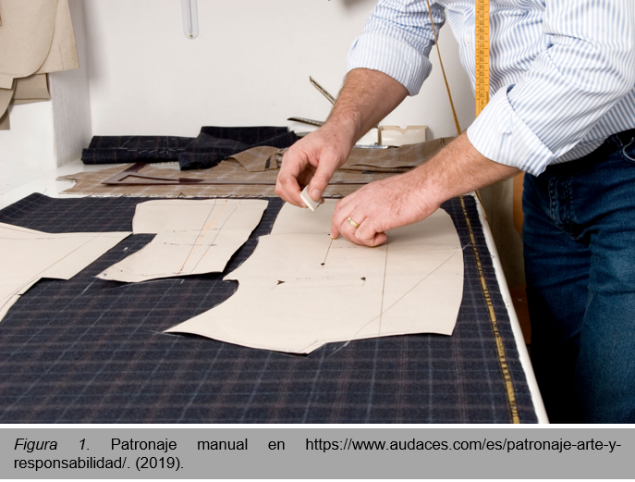 Figura 1. Patronaje manual en https://www.audaces.com/es/patronaje-arte-y-
responsabilidad/. (2019).